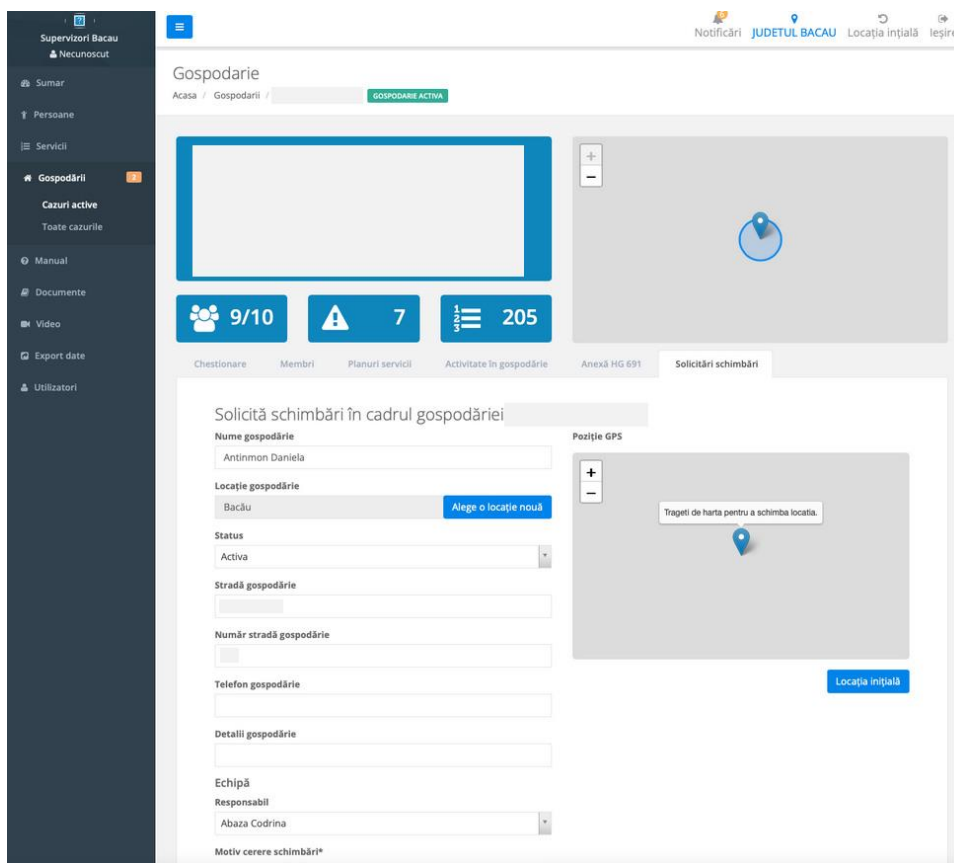 Supervizori Bacau
Necunoscut
Sumar
Persoane
Servicii
Gospodării 2
Cazuri active
Toate cazurile
Manual
Documente
Video
Export date
Utilizatori
Notificări JUDETUL BACAU Locația ințială Ieșire
Gospodarie
Acasa / Gospodarii / GOSPODARIE ACTIVA
9/10 7 205
+
−
Chestionare Membri Planuri servicii Activitate în gospodărie Anexă HG 691 Solicitări schimbări
Solicită schimbări în cadrul gospodăriei
Nume gospodărie
Antinmon Daniela
Locație gospodărie
Bacău Alege o locație nouă
Status
Activa
Stradă gospodărie
Număr stradă gospodărie
Telefon gospodărie
Detalii gospodărie
Echipă
Responsabil
Abaza Codrina
Motiv cerere schimbări*
Poziție GPS
+
−
Trageti de harta pentru a schimba locatia.
Locația inițială